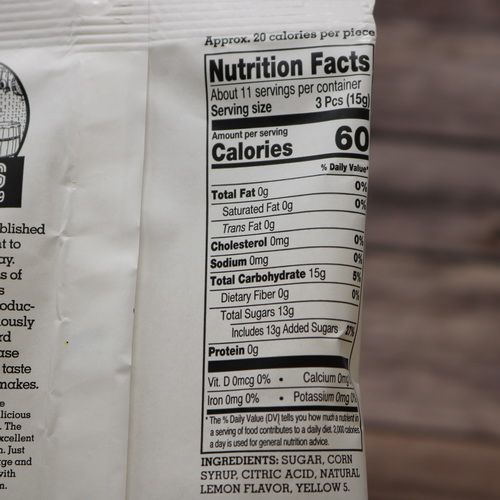 Approx. 20 calories per piece
Nutrition Facts
About 11 servings per container
Serving size 3 Pcs (15g)
Amount per serving
Calories 60
% Daily Value*
Total Fat 0g 0%
Saturated Fat 0g 0%
Trans Fat 0g
Cholesterol 0mg 0%
Sodium 0mg 0%
Total Carbohydrate 15g 5%
Dietary Fiber 0g 0%
Total Sugars 13g
Includes 13g Added Sugars 27%
Protein 0g
Vit. D 0mcg 0% • Calcium 0mg
Iron 0mg 0% • Potassium 0mg 0%
*The % Daily Value (DV) tells you how much a nutrient in
a serving of food contributes to a daily diet. 2,000 calories
a day is used for general nutrition advice.
INGREDIENTS: SUGAR, CORN
SYRUP, CITRIC ACID, NATURAL
LEMON FLAVOR, YELLOW 5.
blished
t to
ay.
s of
s
oduc-
ously
rd
ase
taste
makes.
e
licious
. The
xcellent
n. Just
rge and
with
n.